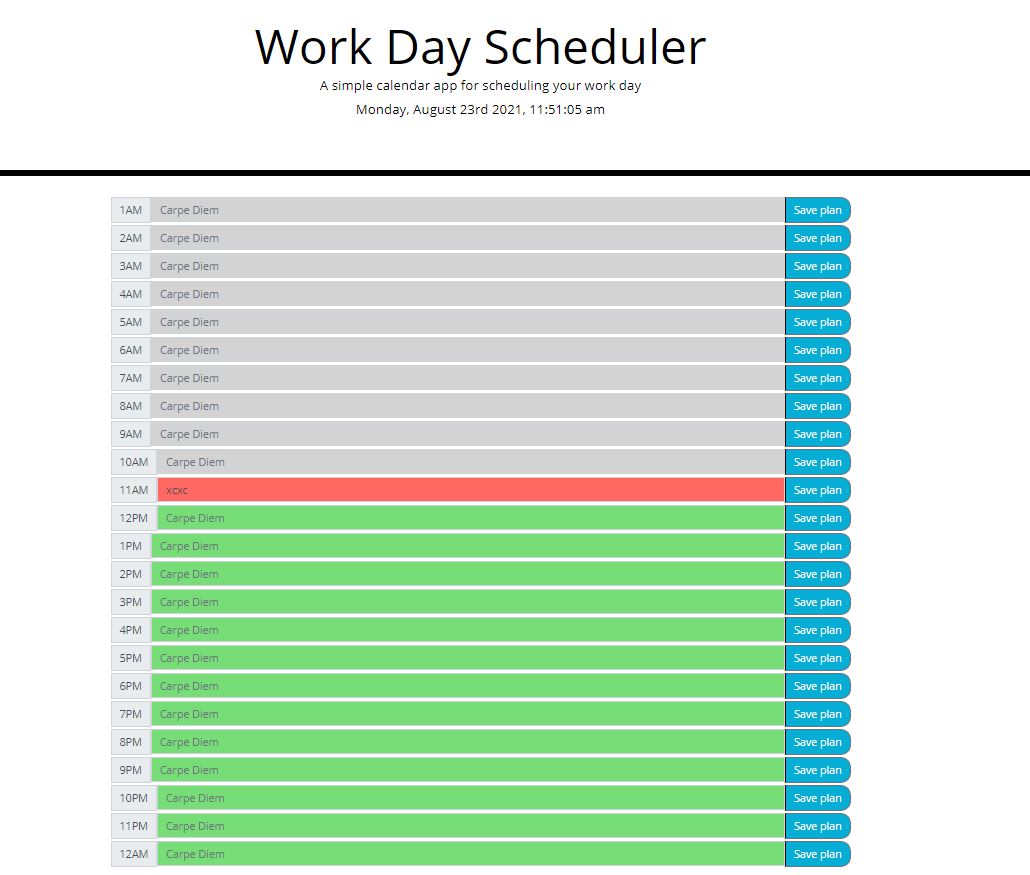 Work Day Scheduler
A simple calendar app for scheduling your work day
Monday, August 23rd 2021, 11:51:05 am
1AM Carpe Diem Save plan
2AM Carpe Diem Save plan
3AM Carpe Diem Save plan
4AM Carpe Diem Save plan
5AM Carpe Diem Save plan
6AM Carpe Diem Save plan
7AM Carpe Diem Save plan
8AM Carpe Diem Save plan
9AM Carpe Diem Save plan
10AM Carpe Diem Save plan
11AM xcxc Save plan
12PM Carpe Diem Save plan
1PM Carpe Diem Save plan
2PM Carpe Diem Save plan
3PM Carpe Diem Save plan
4PM Carpe Diem Save plan
5PM Carpe Diem Save plan
6PM Carpe Diem Save plan
7PM Carpe Diem Save plan
8PM Carpe Diem Save plan
9PM Carpe Diem Save plan
10PM Carpe Diem Save plan
11PM Carpe Diem Save plan
12AM Carpe Diem Save plan